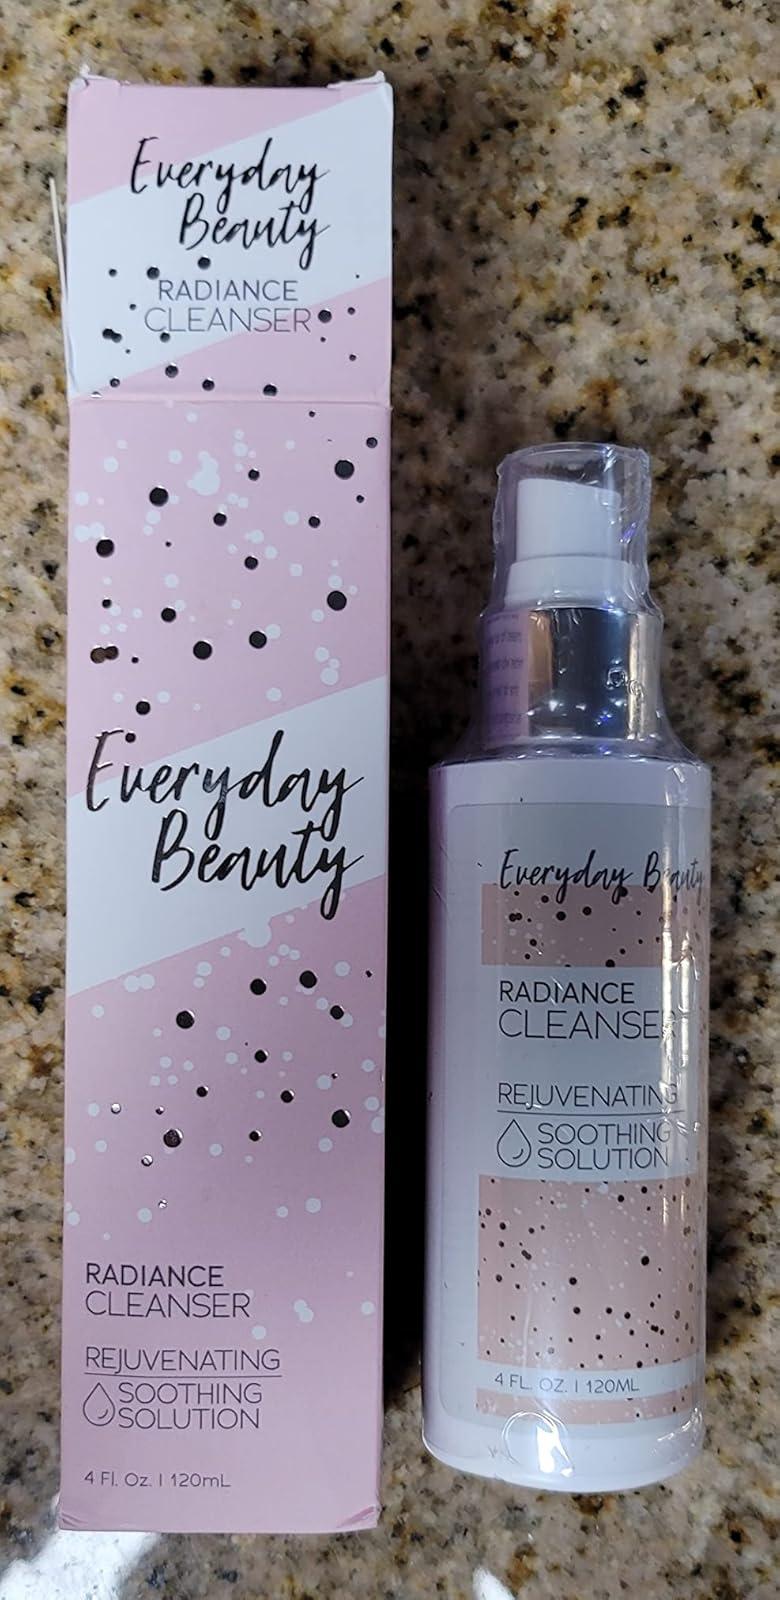 Everyday
Beauty
RADIANCE
CLEANSER
Everyday
Beauty
RADIANCE
CLEANSER
REJUVENATING
SOOTHING
SOLUTION
4 Fl. Oz. | 120mL
Everyday Beauty
RADIANCE
CLEANSER
REJUVENATING
SOOTHING
SOLUTION
4 FL. OZ. | 120ML